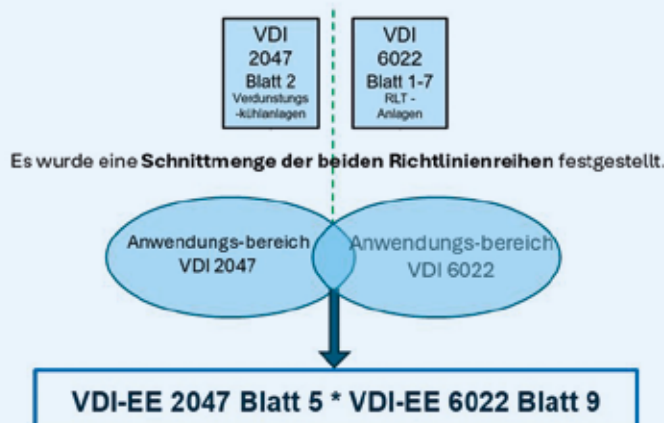 VDI
2047
Blatt 2
Verdunstungs
-kühlanlagen
VDI
6022
Blatt 1-7
RLT -
Anlagen
Es wurde eine Schnittmenge der beiden Richtlinienreihen festgestellt.
Anwendungs-bereich
VDI 2047
Anwendungs-bereich
VDI 6022
VDI-EE 2047 Blatt 5 * VDI-EE 6022 Blatt 9